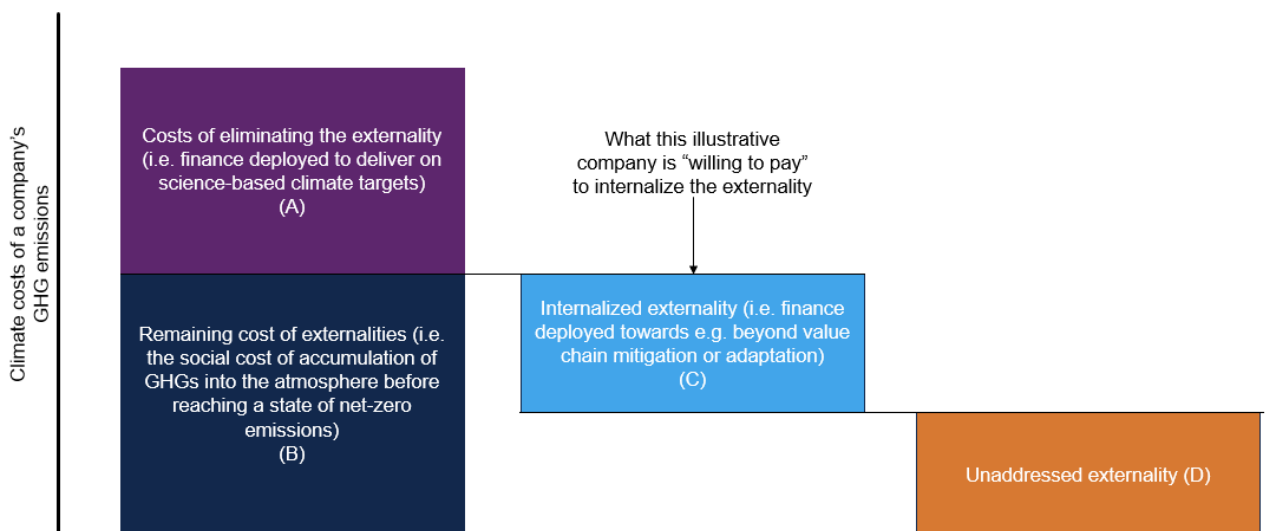 Climate costs of a company's
GHG emissions
Costs of eliminating the externality
(i.e. finance deployed to deliver on
science-based climate targets)
(A)
Remaining cost of externalities (i.e.
the social cost of accumulation of
GHGs into the atmosphere before
reaching a state of net-zero
emissions)
(B)
What this illustrative
company is “willing to pay”
to internalize the externality
Internalized externality (i.e. finance
deployed towards e.g. beyond value
chain mitigation or adaptation)
(C)
Unaddressed externality (D)